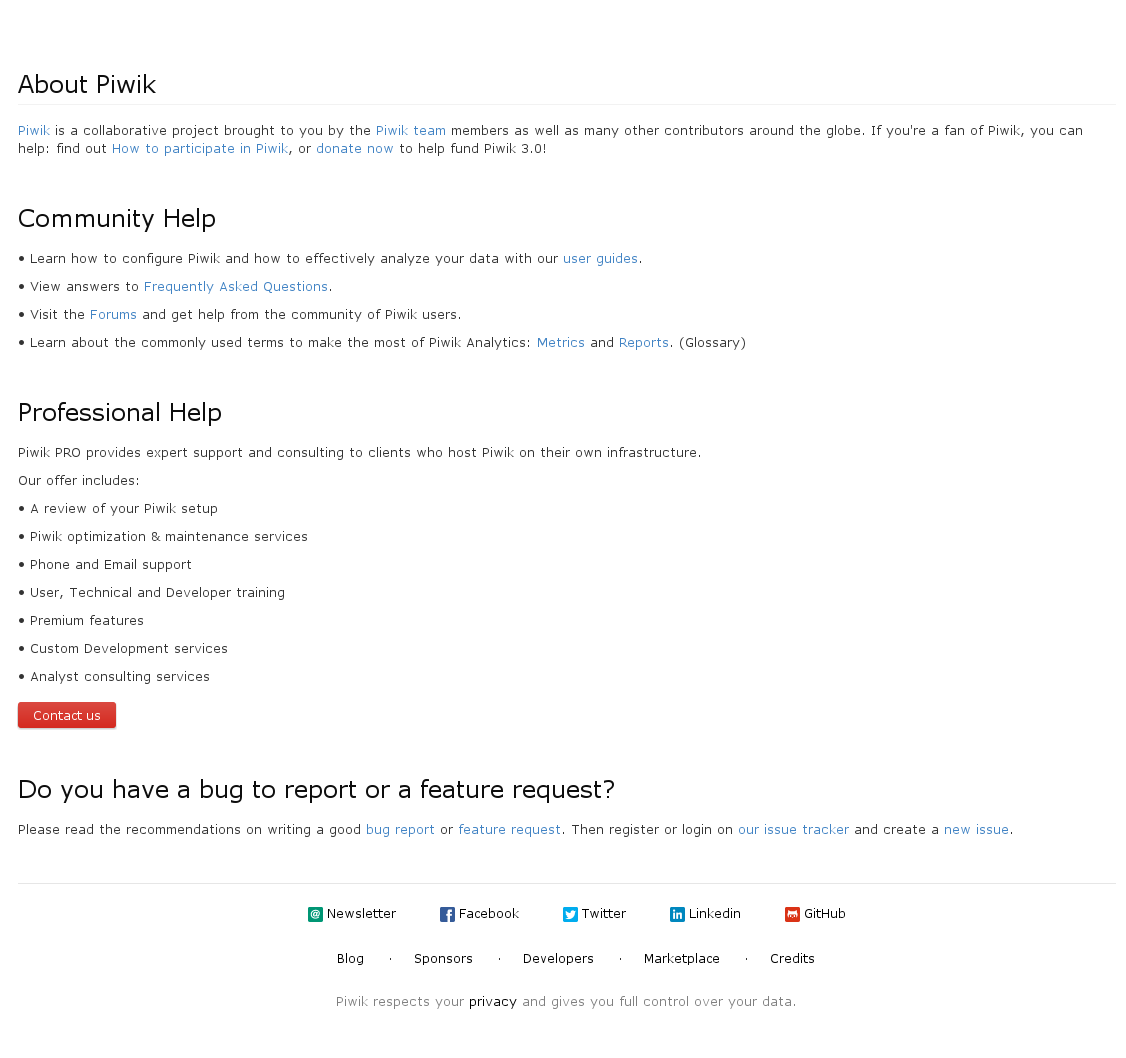 About Piwik
Piwik is a collaborative project brought to you by the Piwik team members as well as many other contributors around the globe. If you're a fan of Piwik, you can
help: find out How to participate in Piwik, or donate now to help fund Piwik 3.0!
Community Help
• Learn how to configure Piwik and how to effectively analyze your data with our user guides.
• View answers to Frequently Asked Questions.
• Visit the Forums and get help from the community of Piwik users.
• Learn about the commonly used terms to make the most of Piwik Analytics: Metrics and Reports. (Glossary)
Professional Help
Piwik PRO provides expert support and consulting to clients who host Piwik on their own infrastructure.
Our offer includes:
• A review of your Piwik setup
• Piwik optimization & maintenance services
• Phone and Email support
• User, Technical and Developer training
• Premium features
• Custom Development services
• Analyst consulting services
Contact us
Do you have a bug to report or a feature request?
Please read the recommendations on writing a good bug report or feature request. Then register or login on our issue tracker and create a new issue.
Newsletter Facebook Twitter Linkedin GitHub
Blog · Sponsors · Developers · Marketplace · Credits
Piwik respects your privacy and gives you full control over your data.